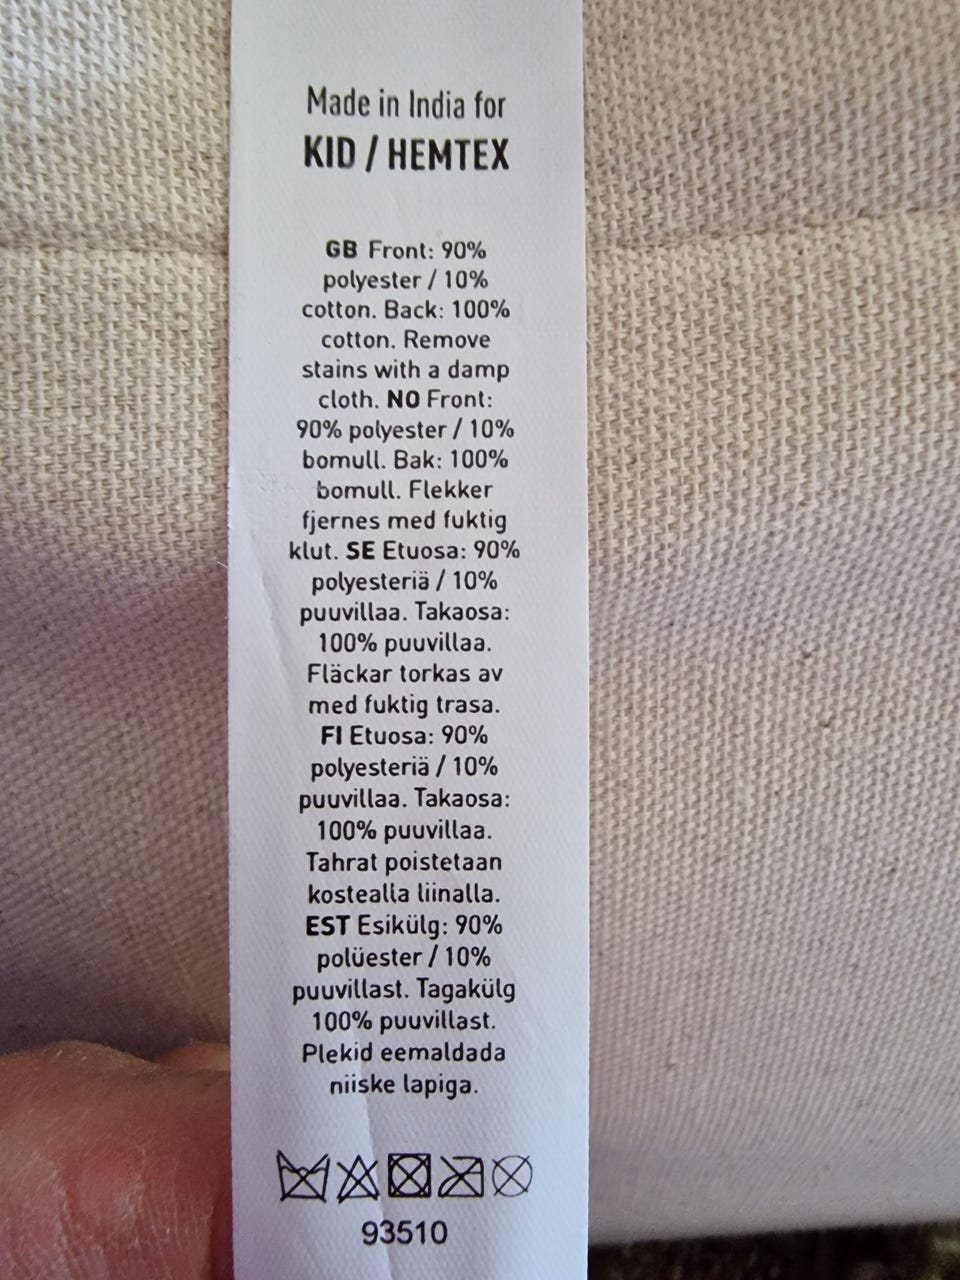 Made in India for
KID / HEMTEX
GB Front: 90%
polyester / 10%
cotton. Back: 100%
cotton. Remove
stains with a damp
cloth. NO Front:
90% polyester / 10%
bomull. Bak: 100%
bomull. Flekker
fjernes med fuktig
klut. SE Etuosa: 90%
polyesteriä / 10%
puuvillaa. Takaosa:
100% puuvillaa.
Fläckar torkas av
med fuktig trasa.
FI Etuosa: 90%
polyesteriä / 10%
puuvillaa. Takaosa:
100% puuvillaa.
Tahrat poistetaan
kostealla liinalla.
EST Esikülg: 90%
polüester / 10%
puuvillast. Tagakülg
100% puuvillast.
Plekid eemaldada
niiske lapiga.
93510